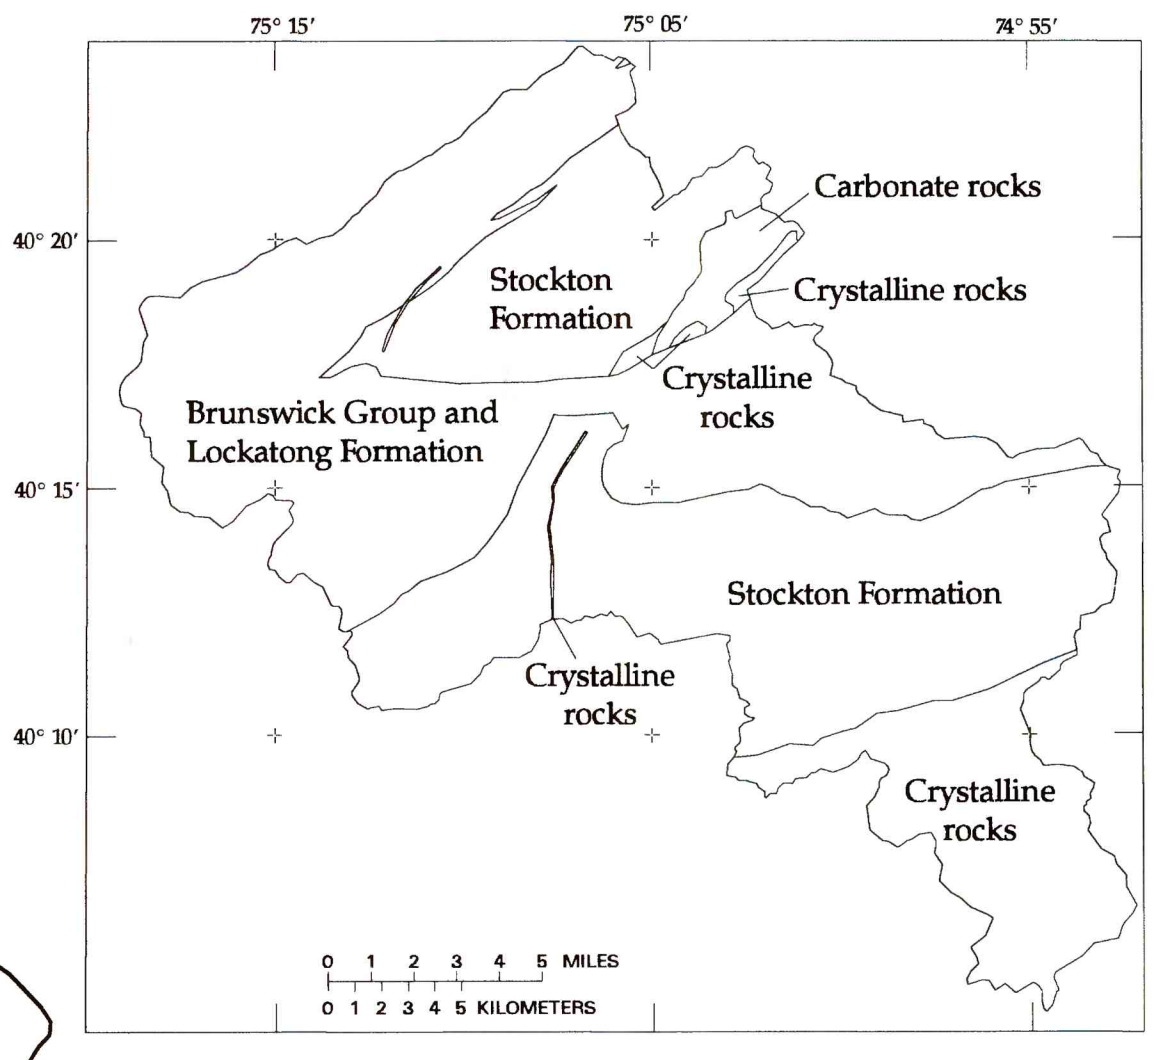 75° 15′ 75° 05′ 74° 55′
Carbonate rocks
40° 20′
Stockton
Formation
Crystalline rocks
Crystalline
rocks
Brunswick Group and
Lockatong Formation
40° 15′
Stockton Formation
Crystalline
rocks
40° 10′
Crystalline
rocks
0 1 2 3 4 5 MILES
0 1 2 3 4 5 KILOMETERS